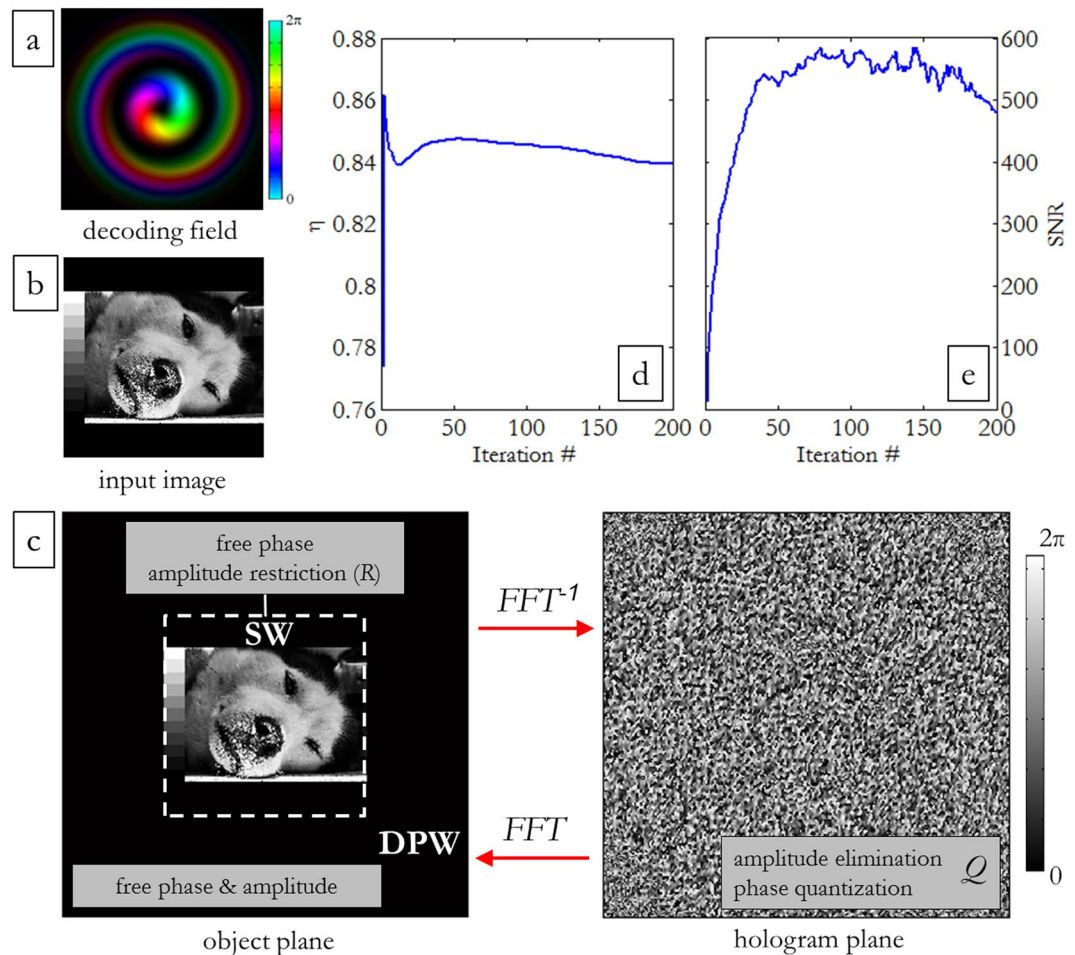 a
2π
0
decoding field
b
input image
0.88
0.86
0.84
0.82
0.8
0.78
0.76
η
0
50
100
150
200
Iteration #
d
600
500
400
300
200
100
0
SNR
0
50
100
150
200
Iteration #
e
c
free phase
amplitude restriction (R)
SW
DPW
free phase & amplitude
object plane
FFT⁻¹
FFT
2π
0
amplitude elimination
phase quantization
Q
hologram plane